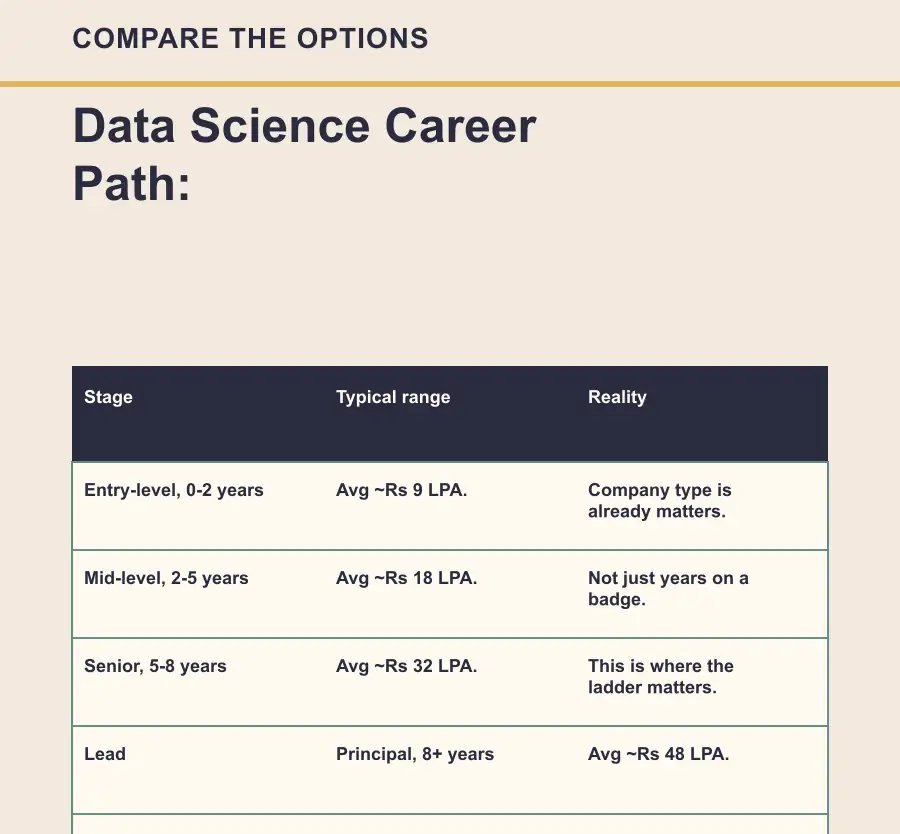 COMPARE THE OPTIONS
Data Science Career
Path:
Stage Typical range Reality
Entry-level, 0-2 years Avg ~Rs 9 LPA. Company type is
already matters.
Mid-level, 2-5 years Avg ~Rs 18 LPA. Not just years on a
badge.
Senior, 5-8 years Avg ~Rs 32 LPA. This is where the
ladder matters.
Lead Principal, 8+ years Avg ~Rs 48 LPA.